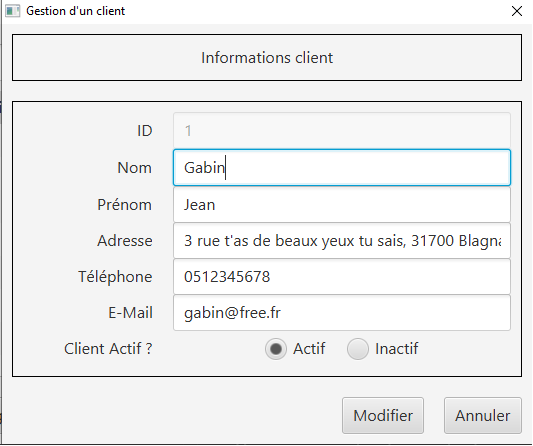 Gestion d'un client
Informations client
ID 1
Nom Gabin
Prénom Jean
Adresse 3 rue t'as de beaux yeux tu sais, 31700 Blagna
Téléphone 0512345678
E-Mail gabin@free.fr
Client Actif ? Actif Inactif
Modifier Annuler